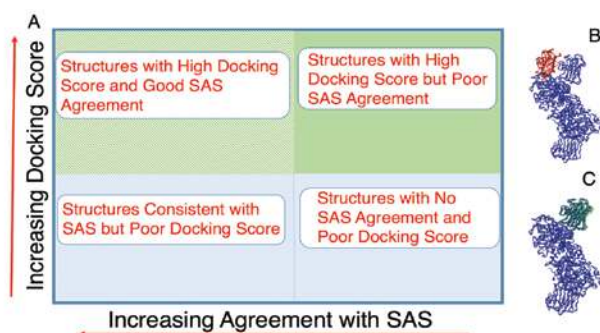 A
Increasing Docking Score
Structures with High Docking
Score and Good SAS
Agreement
Structures with High
Docking Score but Poor
SAS Agreement
Structures Consistent with
SAS but Poor Docking Score
Structures with No
SAS Agreement and
Poor Docking Score
Increasing Agreement with SAS
B
C